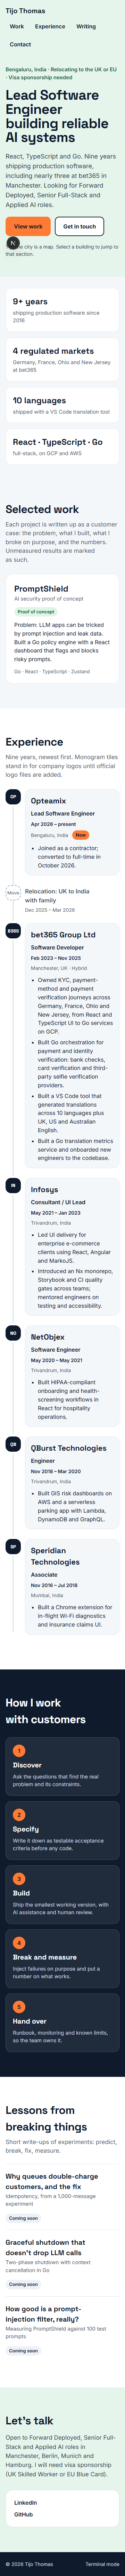 Tijo Thomas
Work Experience Writing
Contact
Bengaluru, India · Relocating to the UK or EU
· Visa sponsorship needed
Lead Software
Engineer
building reliable
AI systems
React, TypeScript and Go. Nine years
shipping production software,
including nearly three at bet365 in
Manchester. Looking for Forward
Deployed, Senior Full-Stack and
Applied AI roles.
View work Get in touch
N
city is a map. Select a building to jump to
that section.
9+ years
shipping production software since
2016
4 regulated markets
Germany, France, Ohio and New Jersey
at bet365
10 languages
shipped with a VS Code translation tool
React · TypeScript · Go
full-stack, on GCP and AWS
Selected work
Each project is written up as a customer
case: the problem, what I built, what I
broke on purpose, and the numbers.
Unmeasured results are marked
as such.
PromptShield
AI security proof of concept
Proof of concept
Problem: LLM apps can be tricked
by prompt injection and leak data.
Built a Go policy engine with a React
dashboard that flags and blocks
risky prompts.
Go · React · TypeScript · Zustand
Experience
Nine years, newest first. Monogram tiles
stand in for company logos until official
logo files are added.
OP
Opteamix
Lead Software Engineer
Apr 2026 – present
Bengaluru, India Now
• Joined as a contractor;
converted to full-time in
October 2026.
Move
Relocation: UK to India
with family
Dec 2025 – Mar 2026
B365
bet365 Group Ltd
Software Developer
Feb 2023 – Nov 2025
Manchester, UK · Hybrid
• Owned KYC, payment-
method and payment
verification journeys across
Germany, France, Ohio and
New Jersey, from React and
TypeScript UI to Go services
on GCP.
• Built Go orchestration for
payment and identity
verification: bank checks,
card verification and third-
party selfie verification
providers.
• Built a VS Code tool that
generated translations
across 10 languages plus
UK, US and Australian
English.
• Built a Go translation metrics
service and onboarded new
engineers to the codebase.
IN
Infosys
Consultant / UI Lead
May 2021 – Jan 2023
Trivandrum, India
• Led UI delivery for
enterprise e-commerce
clients using React, Angular
and MarkoJS.
• Introduced an Nx monorepo,
Storybook and CI quality
gates across teams;
mentored engineers on
testing and accessibility.
NO
NetObjex
Software Engineer
May 2020 – May 2021
Trivandrum, India
• Built HIPAA-compliant
onboarding and health-
screening workflows in
React for hospitality
operations.
QB
QBurst Technologies
Engineer
Nov 2018 – Mar 2020
Trivandrum, India
• Built GIS risk dashboards on
AWS and a serverless
parking app with Lambda,
DynamoDB and GraphQL.
SP
Speridian
Technologies
Associate
Nov 2016 – Jul 2018
Mumbai, India
• Built a Chrome extension for
in-flight Wi-Fi diagnostics
and insurance claims UI.
How I work
with customers
1
Discover
Ask the questions that find the real
problem and its constraints.
2
Specify
Write it down as testable acceptance
criteria before any code.
3
Build
Ship the smallest working version, with
AI assistance and human review.
4
Break and measure
Inject failures on purpose and put a
number on what works.
5
Hand over
Runbook, monitoring and known limits,
so the team owns it.
Lessons from
breaking things
Short write-ups of experiments: predict,
break, fix, measure.
Why queues double-charge
customers, and the fix
Idempotency, from a 1,000-message
experiment
Coming soon
Graceful shutdown that
doesn't drop LLM calls
Two-phase shutdown with context
cancellation in Go
Coming soon
How good is a prompt-
injection filter, really?
Measuring PromptShield against 100 test
prompts
Coming soon
Let's talk
Open to Forward Deployed, Senior Full-
Stack and Applied AI roles in
Manchester, Berlin, Munich and
Hamburg. I will need visa sponsorship
(UK Skilled Worker or EU Blue Card).
LinkedIn
GitHub
© 2026 Tijo Thomas Terminal mode